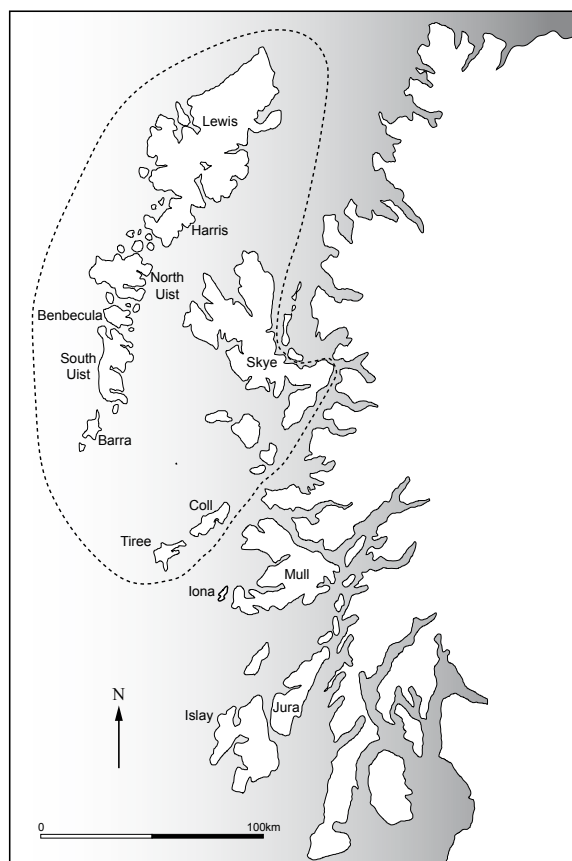 Lewis
Harris
North
Uist
Benbecula
South
Uist
Skye
Barra
Coll
Tiree
Mull
Iona
N
Islay
Jura
0
100km